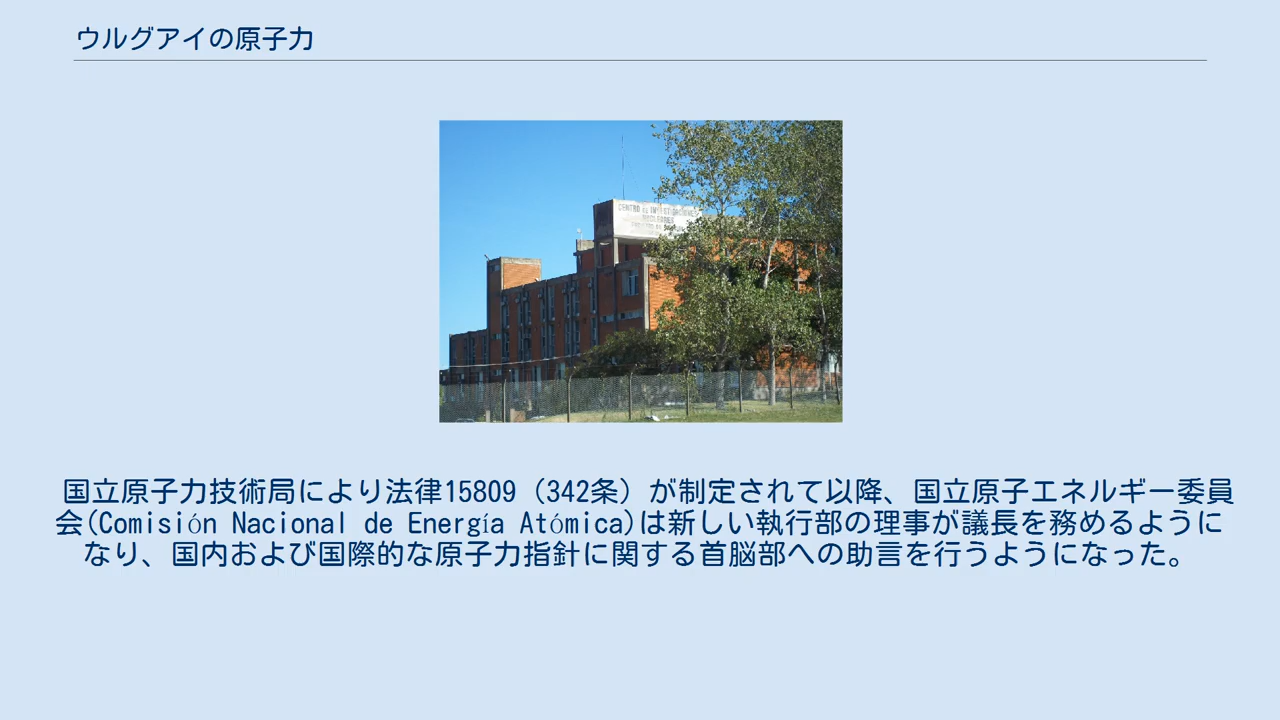 ウルグアイの原子力
CENTRO DE INVESTIGACIONES
NUCLEARES
国立原子力技術局により法律15809（342条）が制定されて以降、国立原子エネルギー委員
会(Comisión Nacional de Energía Atómica)は新しい執行部の理事が議長を務めるように
なり、国内および国際的な原子力指針に関する首脳部への助言を行うようになった。